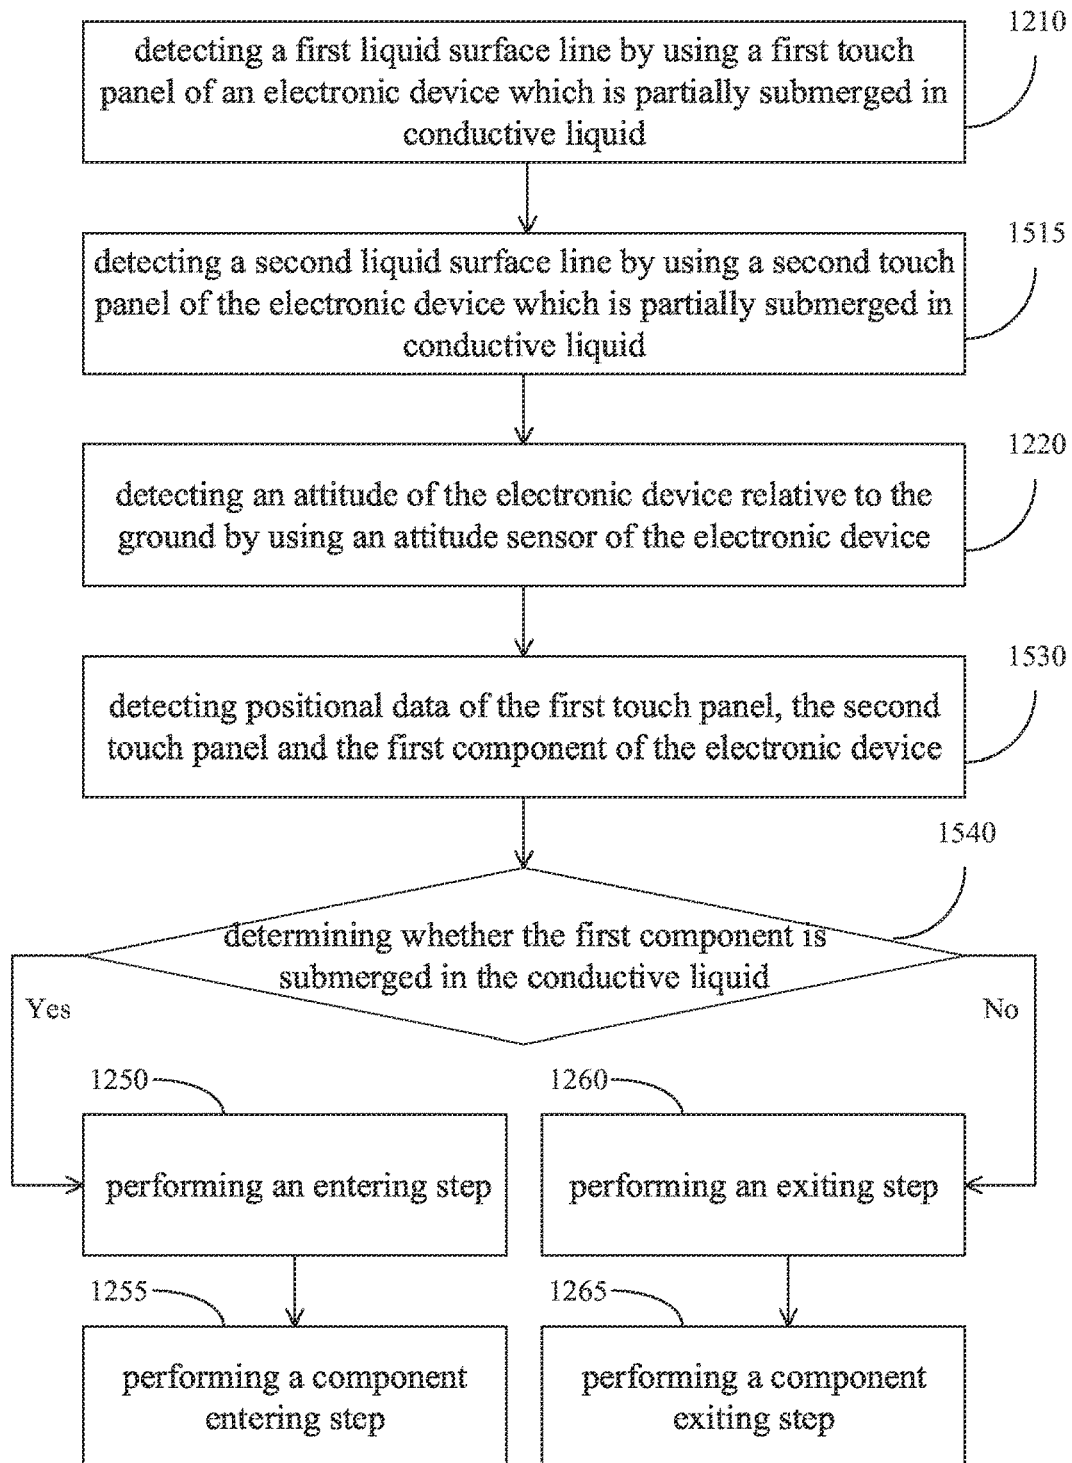 1210
detecting a first liquid surface line by using a first touch
panel of an electronic device which is partially submerged in
conductive liquid
1515
detecting a second liquid surface line by using a second touch
panel of the electronic device which is partially submerged in
conductive liquid
1220
detecting an attitude of the electronic device relative to the
ground by using an attitude sensor of the electronic device
1530
detecting positional data of the first touch panel, the second
touch panel and the first component of the electronic device
1540
determining whether the first component is
submerged in the conductive liquid
Yes
No
1250
1260
performing an entering step
performing an exiting step
1255
1265
performing a component
entering step
performing a component
exiting step